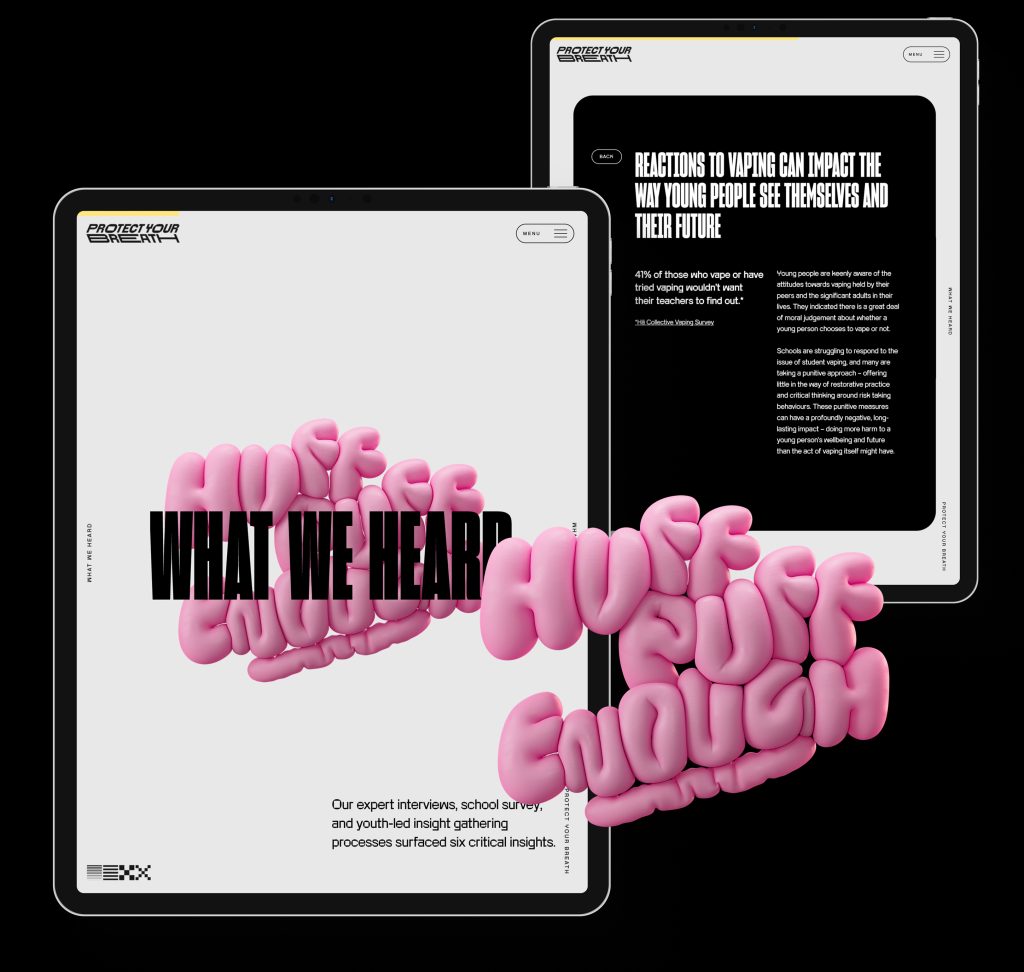 PROTECT YOUR
BREATH
MENU
BACK
REACTIONS TO VAPING CAN IMPACT THE
WAY YOUNG PEOPLE SEE THEMSELVES AND
THEIR FUTURE
41% of those who vape or have
tried vaping wouldn't want
their teachers to find out.*
*Hā Collective Vaping Survey
Young people are keenly aware of the
attitudes towards vaping held by their
peers and the significant adults in their
lives. They indicated there is a great deal
of moral judgement about whether a
young person chooses to vape or not.
Schools are struggling to respond to the
issue of student vaping, and many are
taking a punitive approach – offering
little in the way of restorative practice
and critical thinking around risk taking
behaviours. These punitive measures
can have a profoundly negative, long-
lasting impact – doing more harm to a
young person's wellbeing and future
than the act of vaping itself might have.
WHAT WE HEARD
PROTECT YOUR BREATH
PROTECT YOUR
BREATH
MENU
HUFF
PUFF
ENOUGH
WHAT WE HEARD
WHAT WE HEARD
Our expert interviews, school survey,
and youth-led insight gathering
processes surfaced six critical insights.
PROTECT YOUR BREATH
HUFF
PUFF
ENOUGH